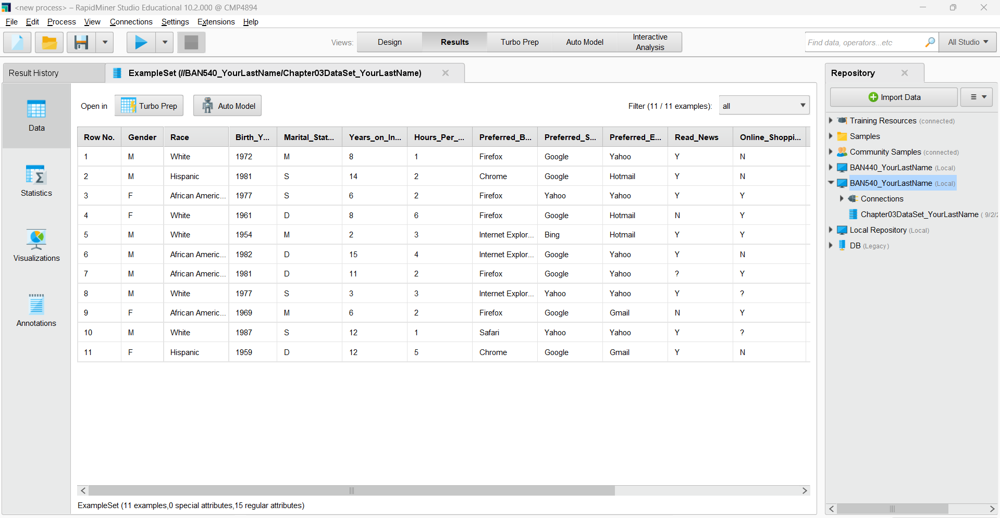 <new process> – RapidMiner Studio Educational 10.2.000 @ CMP4894
File Edit Process View Connections Settings Extensions Help
Views: Design Results Turbo Prep Auto Model Interactive Analysis Find data, operators...etc All Studio
Result History ExampleSet (//BAN540_YourLastName/Chapter03DataSet_YourLastName)
Data
Statistics
Visualizations
Annotations
Open in Turbo Prep Auto Model Filter (11 / 11 examples): all
Row No. Gender Race Birth_Y... Marital_Stat... Years_on_In... Hours_Per_... Preferred_B... Preferred_S... Preferred_E... Read_News Online_Shoppi...
1 M White 1972 M 8 1 Firefox Google Yahoo Y N
2 M Hispanic 1981 S 14 2 Chrome Google Hotmail Y N
3 F African Americ... 1977 S 6 2 Firefox Yahoo Yahoo Y Y
4 F White 1961 D 8 6 Firefox Google Hotmail N Y
5 M White 1954 M 2 3 Internet Explor... Bing Hotmail Y Y
6 M African Americ... 1982 D 15 4 Internet Explor... Google Yahoo Y N
7 M African Americ... 1981 D 11 2 Firefox Google Yahoo ? Y
8 M White 1977 S 3 3 Internet Explor... Yahoo Yahoo Y ?
9 F African Americ... 1969 M 6 2 Firefox Google Gmail N Y
10 M White 1987 S 12 1 Safari Yahoo Yahoo Y ?
11 F Hispanic 1959 D 12 5 Chrome Google Gmail Y N
ExampleSet (11 examples,0 special attributes,15 regular attributes)
Repository
Import Data
Training Resources (connected)
Samples
Community Samples (connected)
BAN440_YourLastName (Local)
BAN540_YourLastName (Local)
Connections
Chapter03DataSet_YourLastName ( 9/2/2
Local Repository (Local)
DB (Legacy)